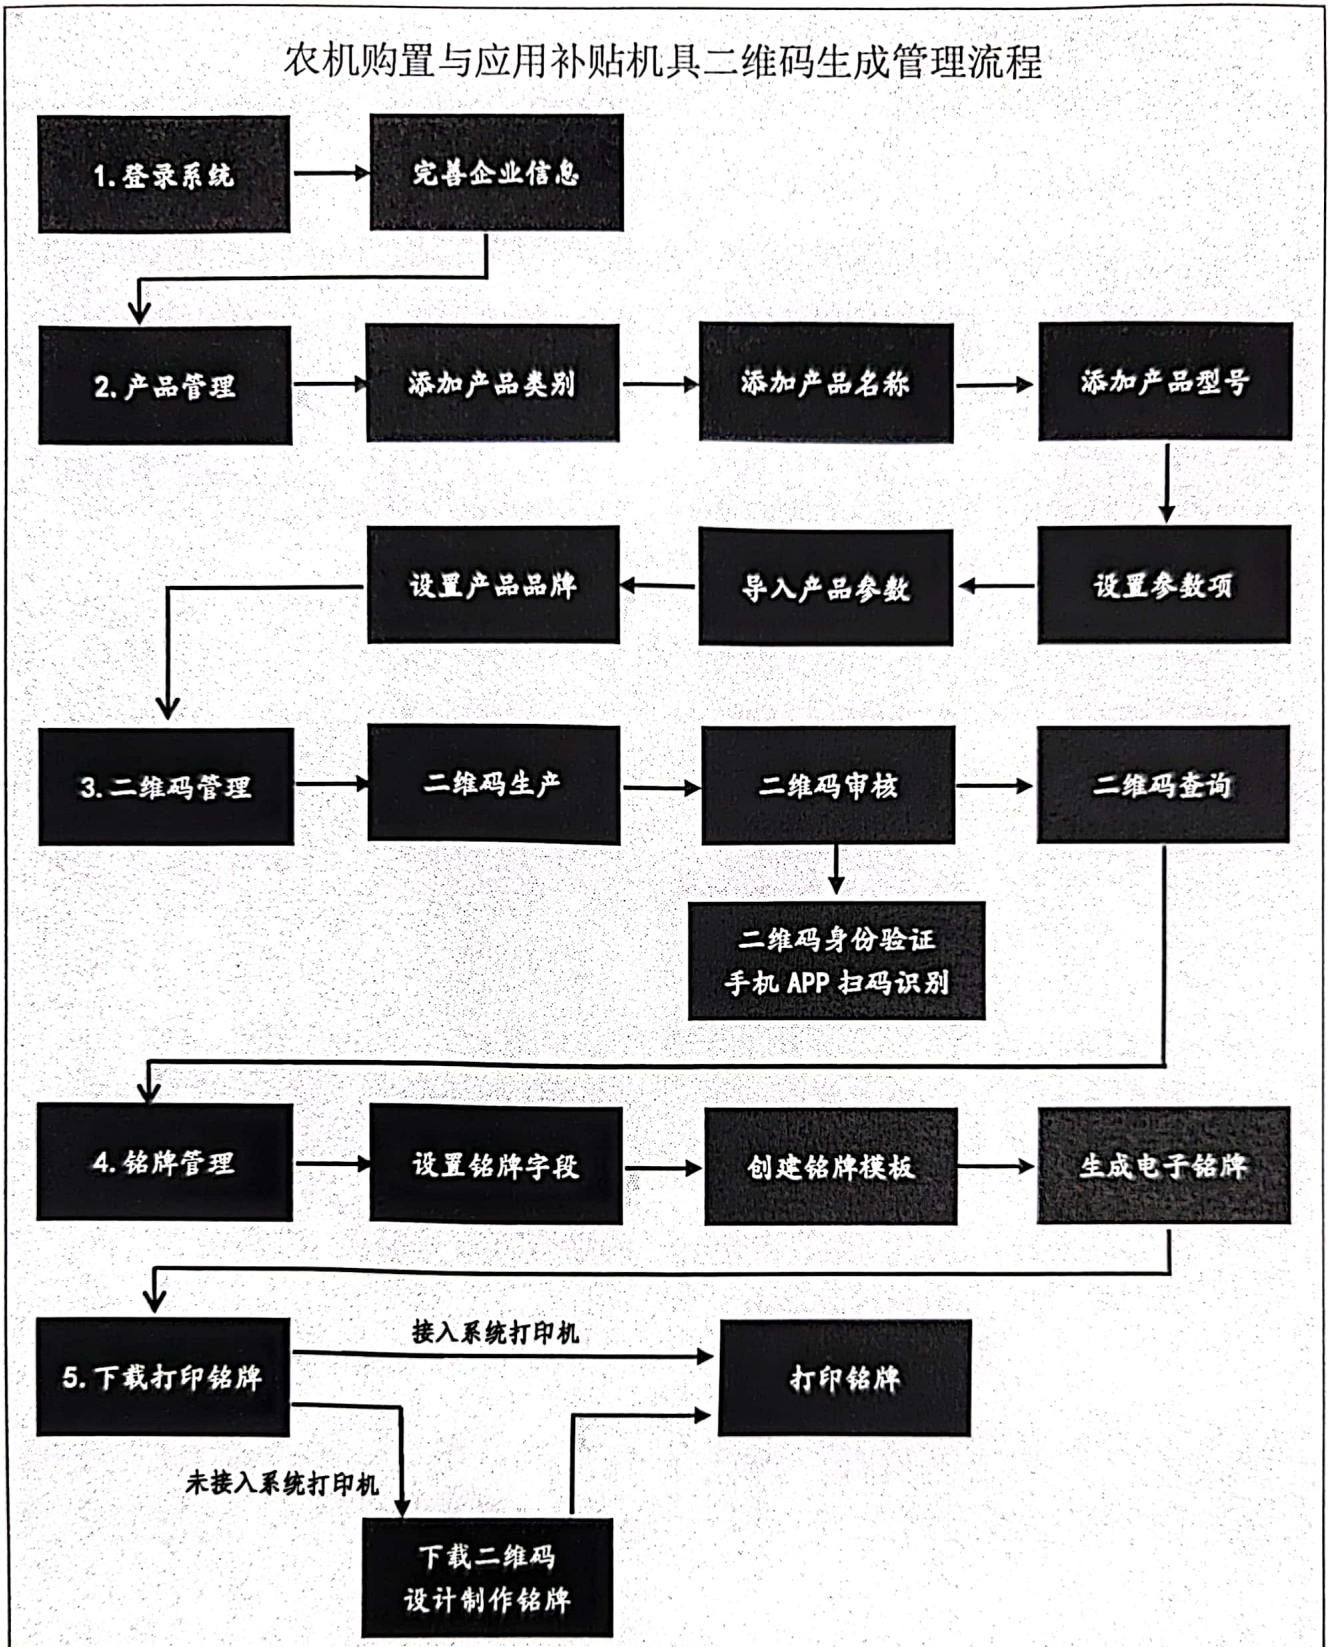 农机购置与应用补贴机具二维码生成管理流程
1.登录系统
完善企业信息
2.产品管理
添加产品类别
添加产品名称
添加产品型号
设置产品品牌
导入产品参数
设置参数项
3.二维码管理
二维码生产
二维码审核
二维码查询
二维码身份验证
手机 APP 扫码识别
4.铭牌管理
设置铭牌字段
创建铭牌模板
生成电子铭牌
接入系统打印机
5.下载打印铭牌
打印铭牌
未接入系统打印机
下载二维码
设计制作铭牌